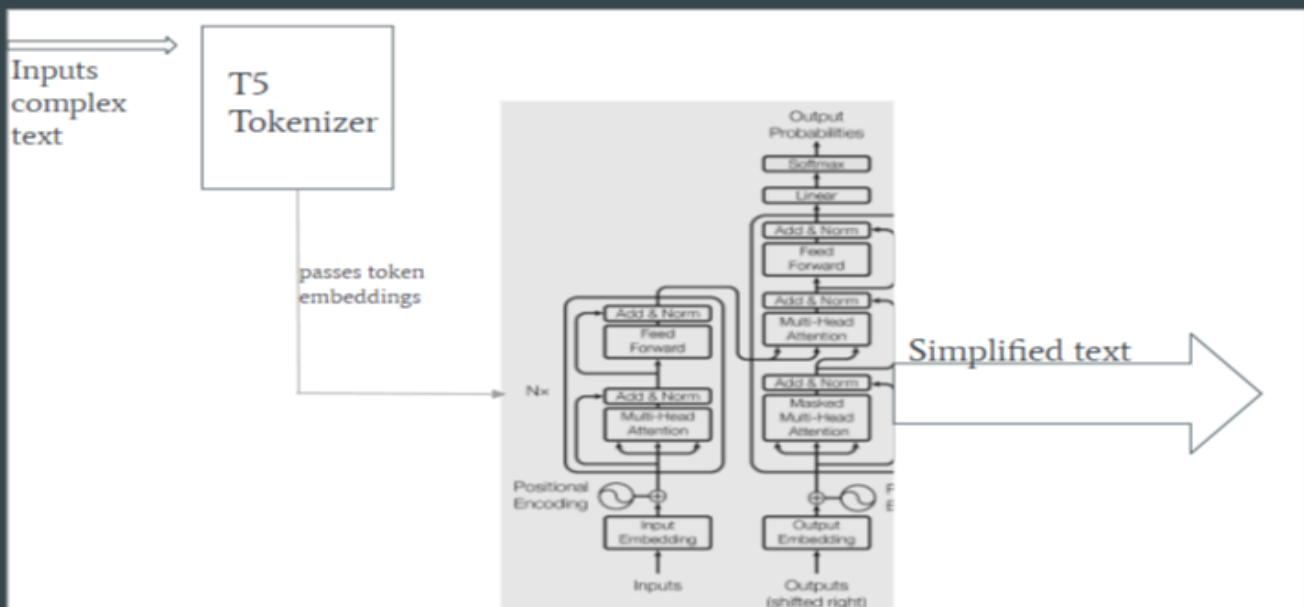 Inputs
complex
text
T5
Tokenizer
passes token
embeddings
Output
Probabilities
Softmax
Linear
Add & Norm
Feed
Forward
Add & Norm
Multi-Head
Attention
Add & Norm
Masked
Multi-Head
Attention
Add & Norm
Feed
Forward
Add & Norm
Multi-Head
Attention
N×
Positional
Encoding
Input
Embedding
Output
Embedding
Inputs
Outputs
(shifted right)
Simplified text